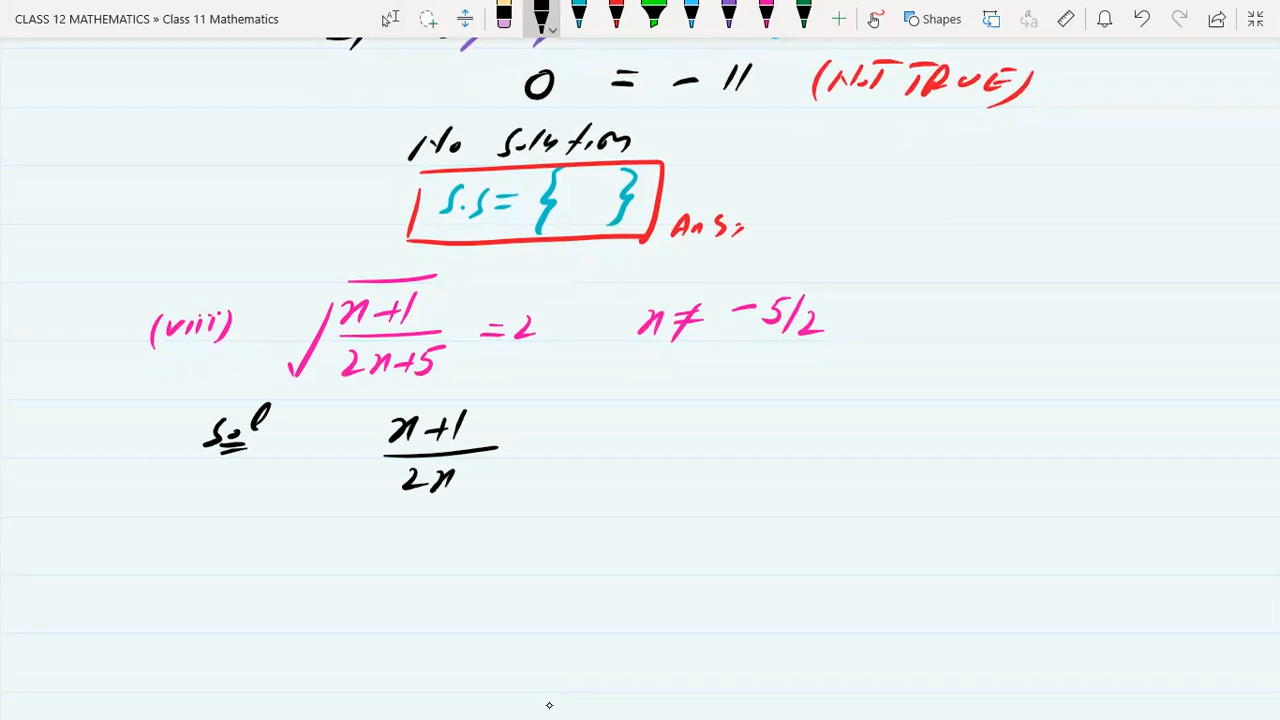 CLASS 12 MATHEMATICS » Class 11 Mathematics
Shapes
0 = - 11 (NOT TRUE)
No solution
S.S = { }
Ans:
(viii) √(x+1)/(2x+5) = 2 x ≠ -5/2
Sol x+1
2x